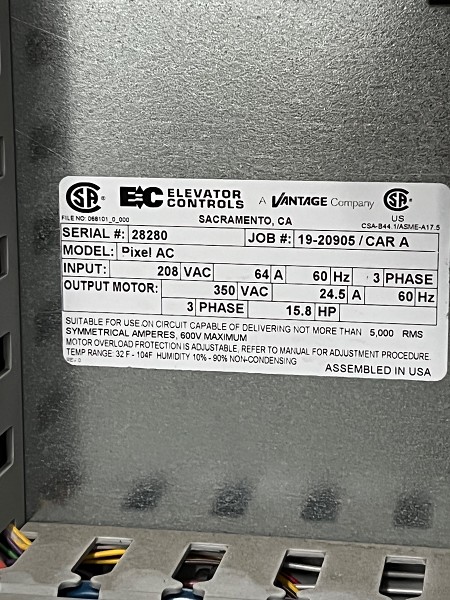 SA EC ELEVATOR CONTROLS A VANTAGE Company SA
FILE NO: 068101_0_000 SACRAMENTO, CA US
CSA-B44.1/ASME-A17.5
SERIAL #: 28280 JOB #: 19-20905 / CAR A
MODEL: Pixel AC
INPUT: 208 VAC 64 A 60 Hz 3 PHASE
OUTPUT MOTOR: 350 VAC 24.5 A 60 Hz
3 PHASE 15.8 HP
SUITABLE FOR USE ON CIRCUIT CAPABLE OF DELIVERING NOT MORE THAN 5,000 RMS
SYMMETRICAL AMPERES, 600V MAXIMUM
MOTOR OVERLOAD PROTECTION IS ADJUSTABLE, REFER TO MANUAL FOR ADJUSTMENT PROCEDURE.
TEMP RANGE: 32 F - 104F HUMIDITY 10% - 90% NON-CONDENSING
ASSEMBLED IN USA